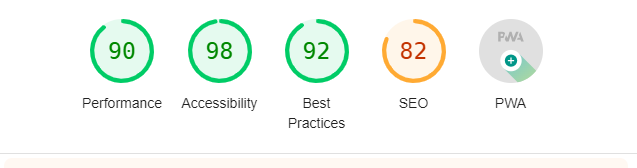 90 98 92 82 PWA
Performance Accessibility Best Practices SEO PWA